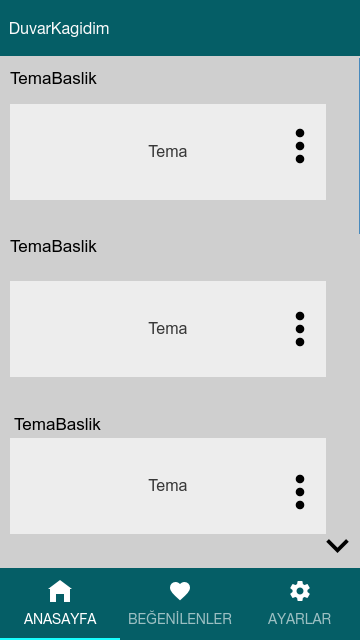 DuvarKagidim
TemaBaslik
Tema
TemaBaslik
Tema
TemaBaslik
Tema
ANASAYFA BEĞENİLENLER AYARLAR